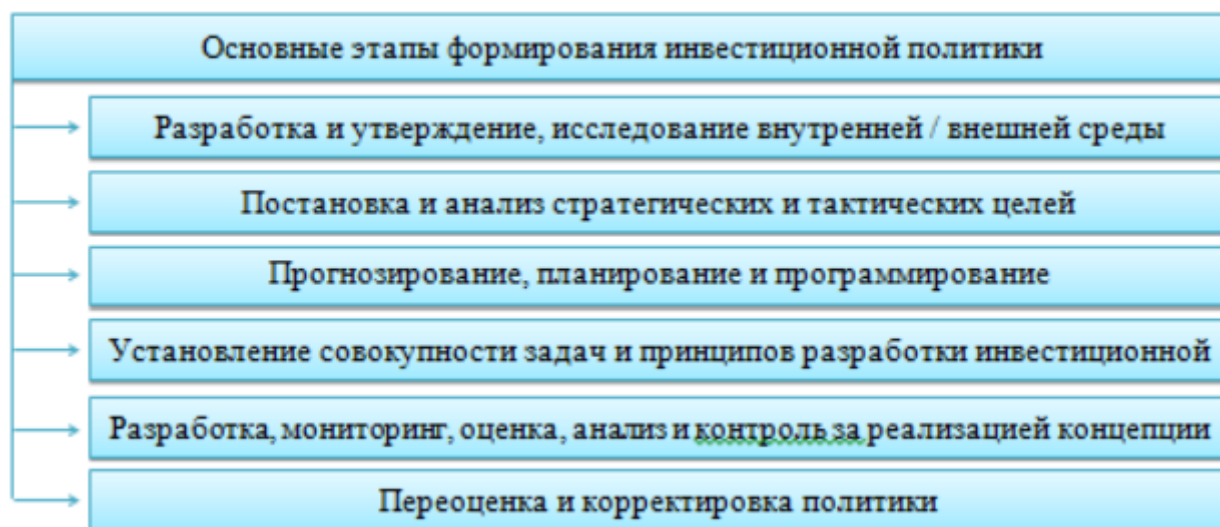 Основные этапы формирования инвестиционной политики
Разработка и утверждение, исследование внутренней / внешней среды
Постановка и анализ стратегических и тактических целей
Прогнозирование, планирование и программирование
Установление совокупности задач и принципов разработки инвестиционной
Разработка, мониторинг, оценка, анализ и контроль за реализацией концепции
Переоценка и корректировка политики